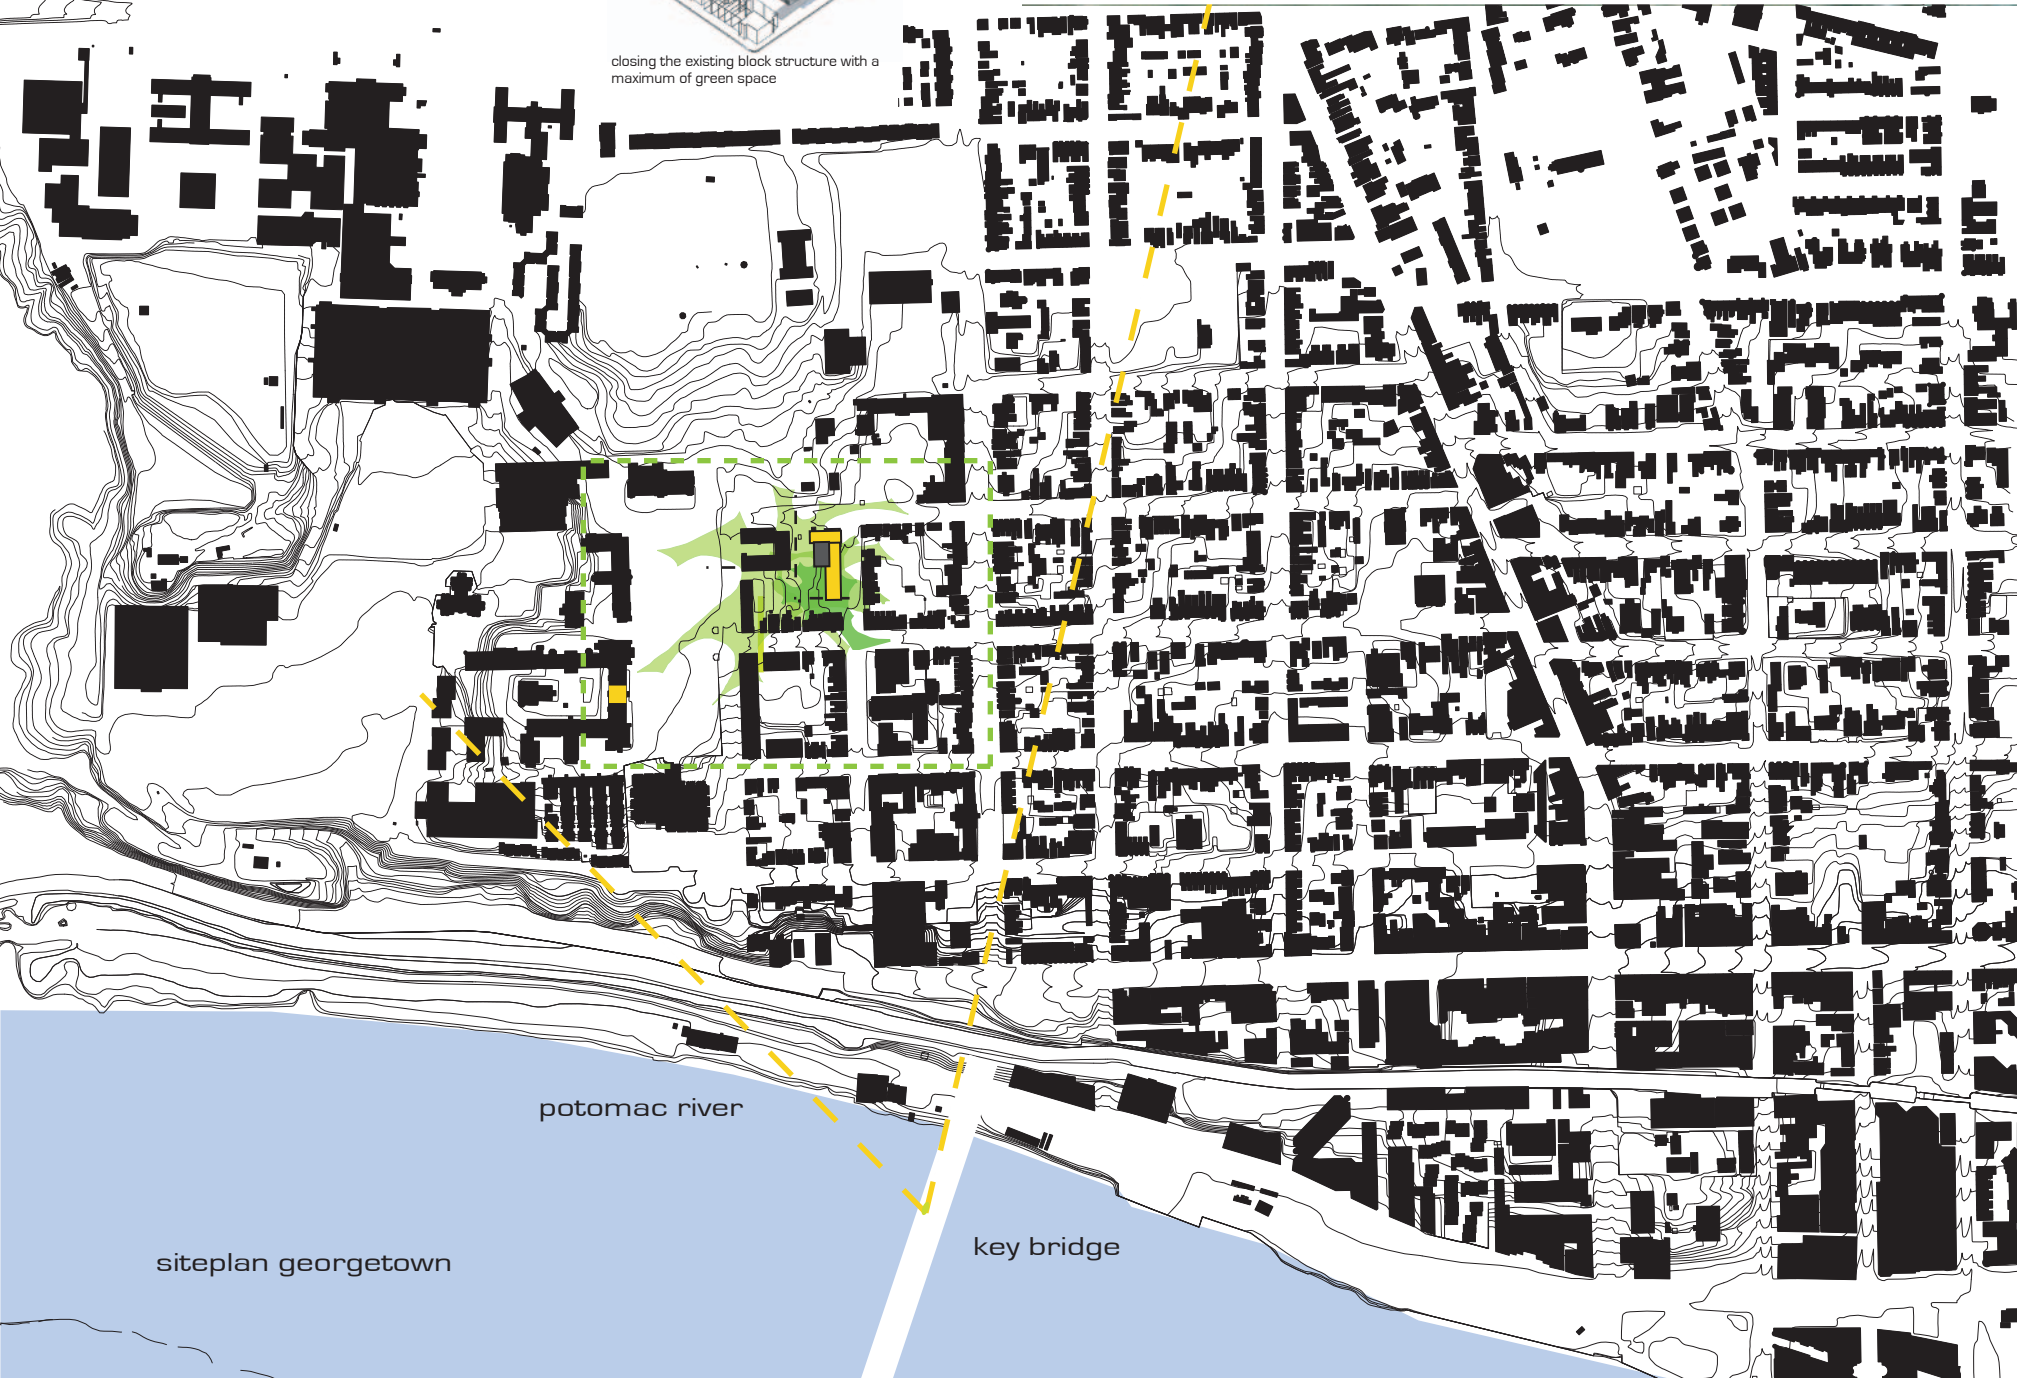 closing the existing block structure with a
maximum of green space
potomac river
key bridge
siteplan georgetown